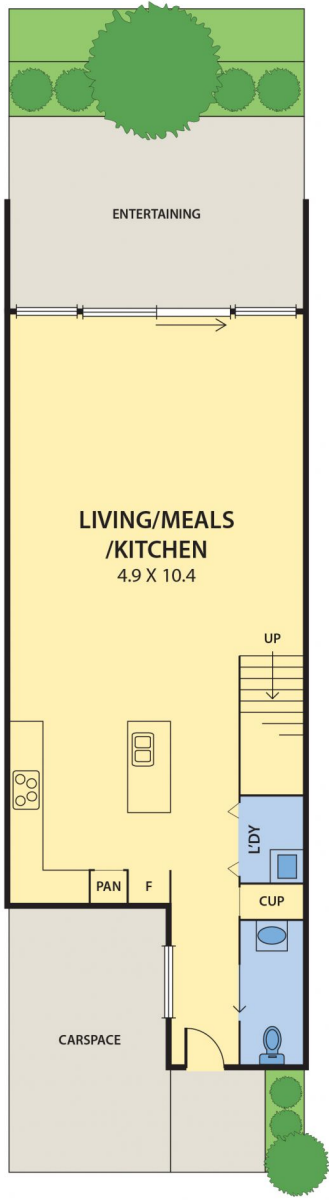 ENTERTAINING
LIVING/MEALS
/KITCHEN
4.9 X 10.4
UP
L'DY
PAN
F
CUP
CARSPACE